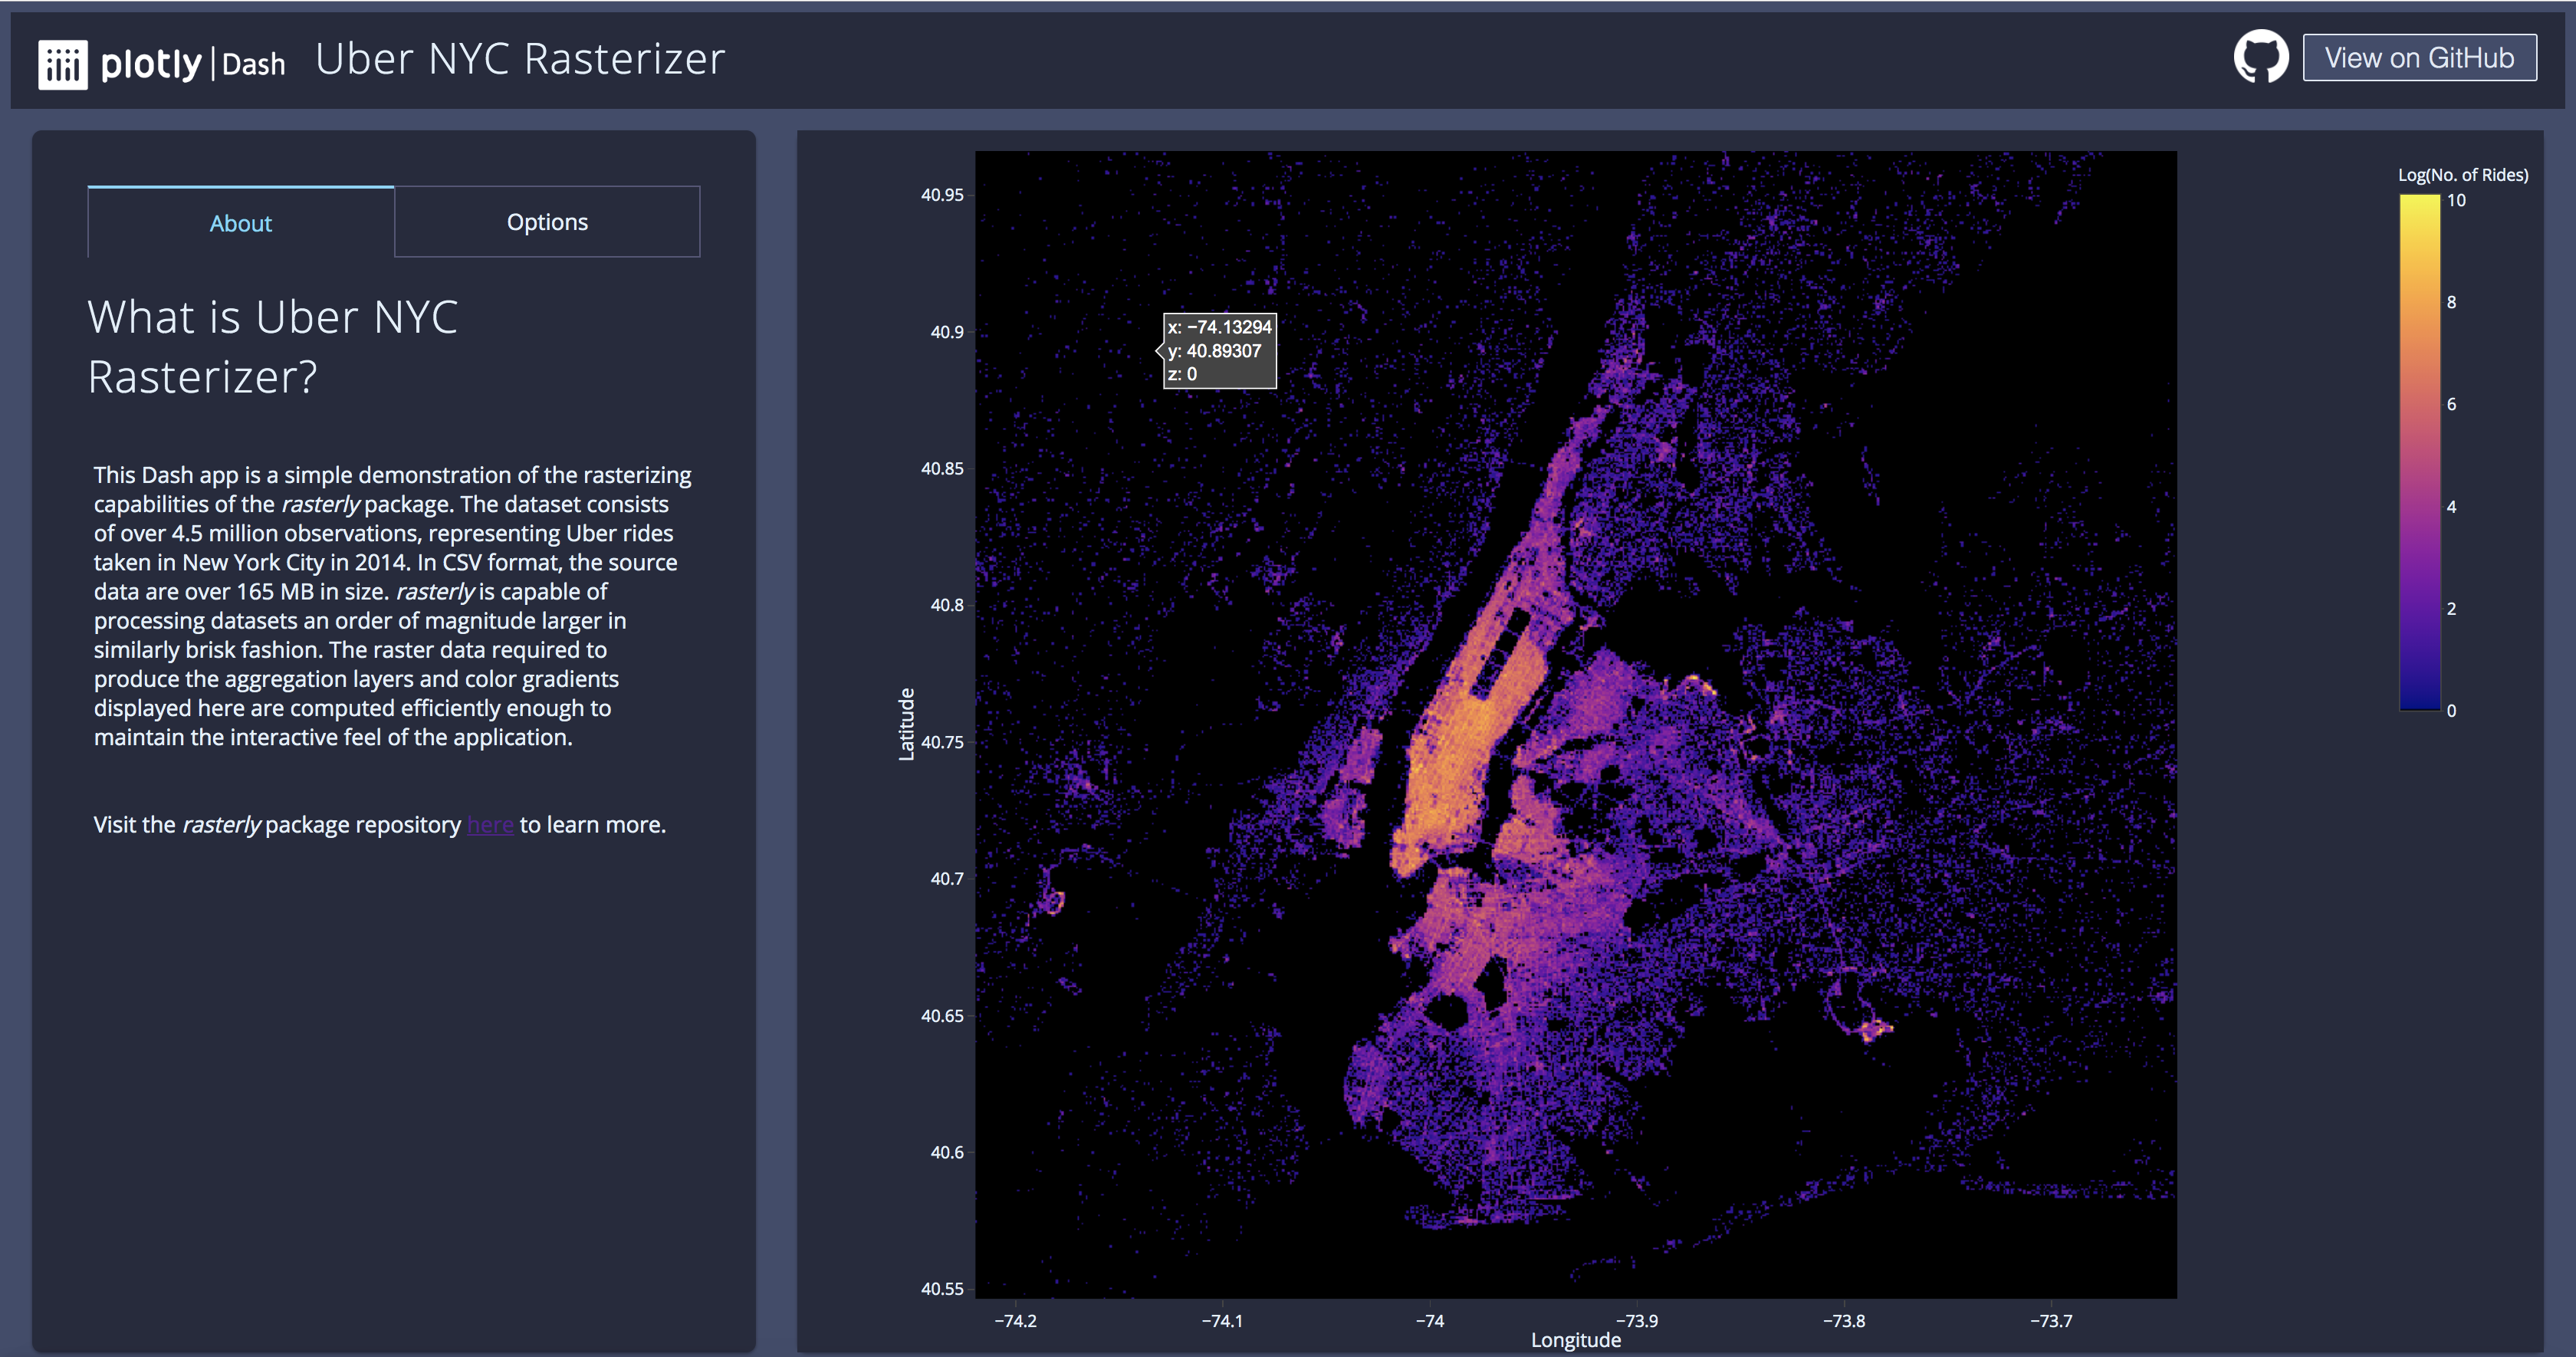 plotly | Dash Uber NYC Rasterizer
View on GitHub
About
Options
What is Uber NYC
Rasterizer?
This Dash app is a simple demonstration of the rasterizing
capabilities of the rasterly package. The dataset consists
of over 4.5 million observations, representing Uber rides
taken in New York City in 2014. In CSV format, the source
data are over 165 MB in size. rasterly is capable of
processing datasets an order of magnitude larger in
similarly brisk fashion. The raster data required to
produce the aggregation layers and color gradients
displayed here are computed efficiently enough to
maintain the interactive feel of the application.
Visit the rasterly package repository here to learn more.
Latitude
40.95
40.9
40.85
40.8
40.75
40.7
40.65
40.6
40.55
x: −74.13294
y: 40.89307
z: 0
−74.2
−74.1
−74
−73.9
−73.8
−73.7
Longitude
Log(No. of Rides)
10
8
6
4
2
0